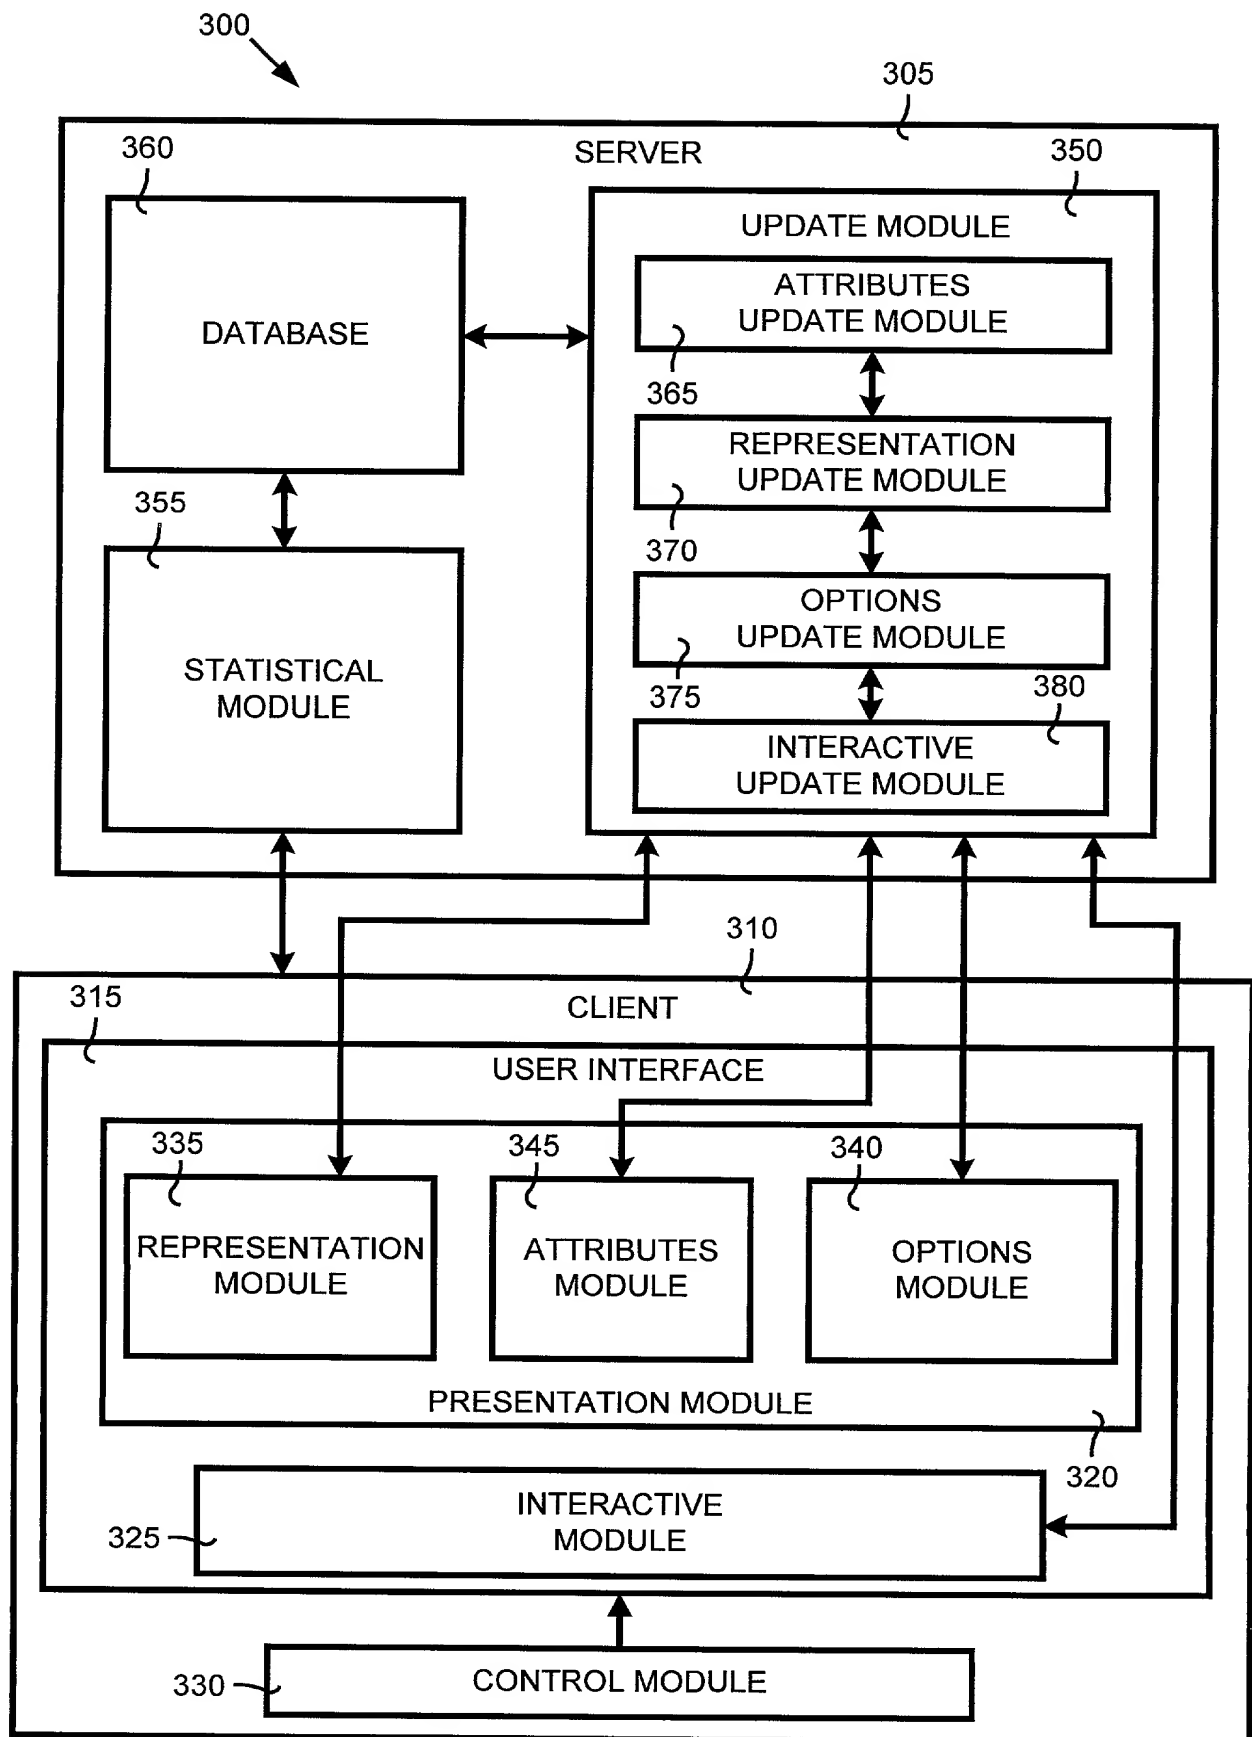 300
305
SERVER
360
350
UPDATE MODULE
ATTRIBUTES
UPDATE MODULE
DATABASE
365
REPRESENTATION
UPDATE MODULE
355
370
OPTIONS
UPDATE MODULE
STATISTICAL
MODULE
375
380
INTERACTIVE
UPDATE MODULE
310
315
CLIENT
USER INTERFACE
335
345
340
REPRESENTATION
MODULE
ATTRIBUTES
MODULE
OPTIONS
MODULE
PRESENTATION MODULE
320
INTERACTIVE
MODULE
325
CONTROL MODULE
330